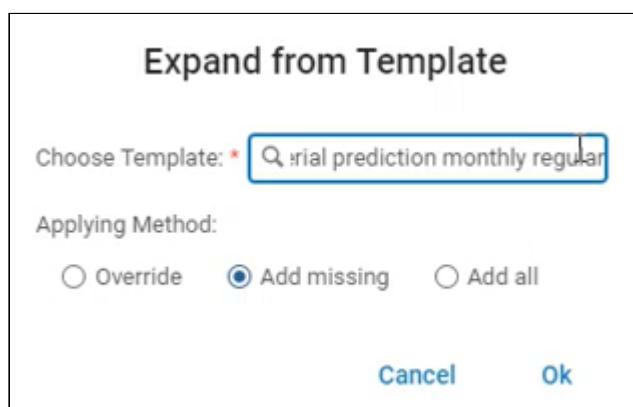 Expand from Template
Choose Template: * erial prediction monthly regular
Applying Method:
Override Add missing Add all
Cancel Ok